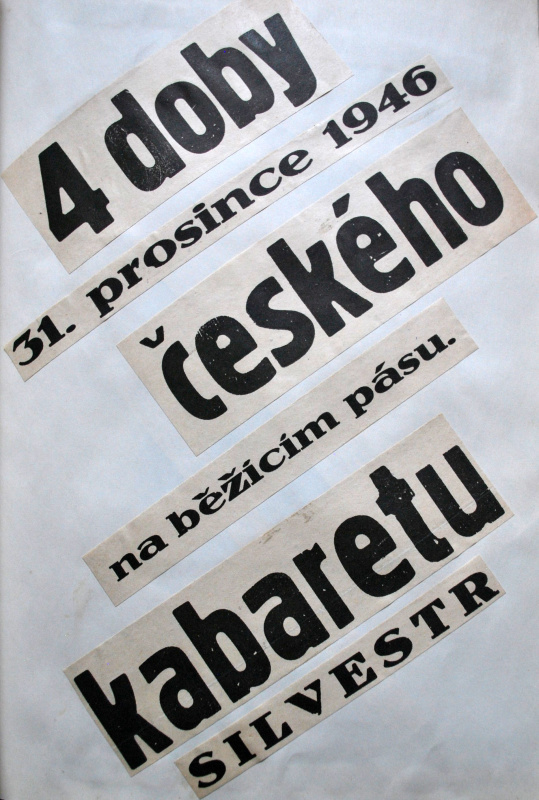 4 doby
31. prosince 1946
českého
na běžícím pásu.
kabaretu
SILVESTR